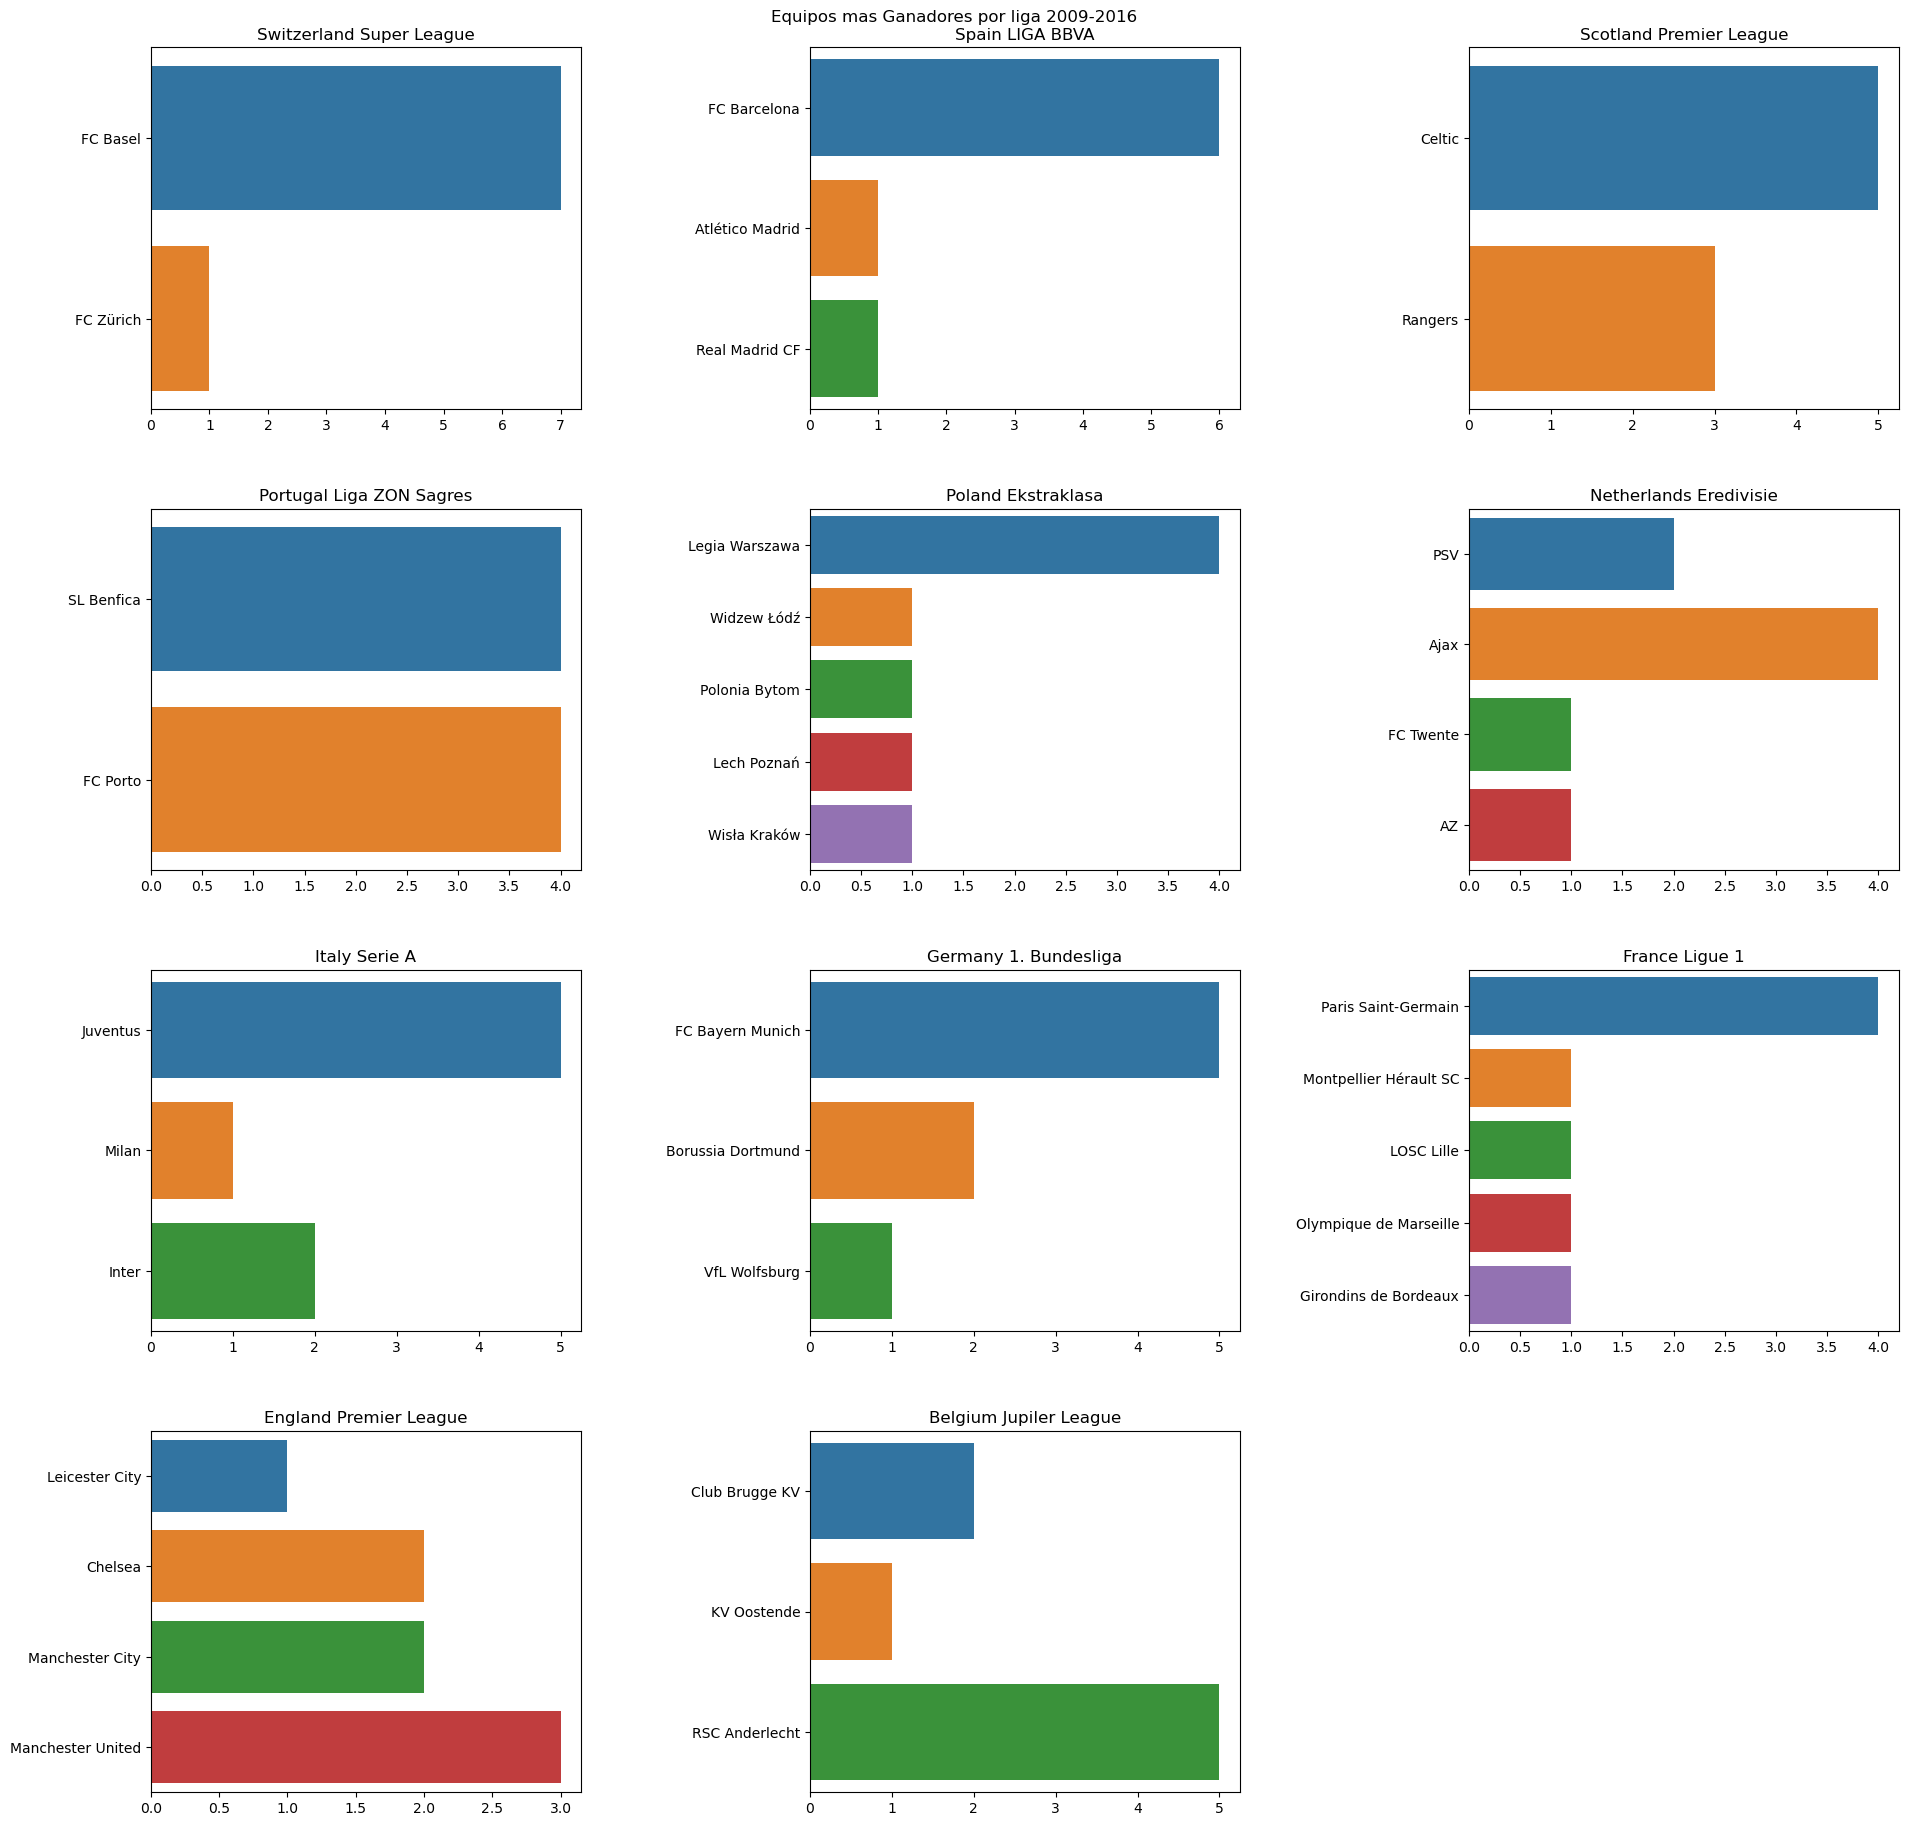 Equipos mas Ganadores por liga 2009-2016
Switzerland Super League
FC Basel
FC Zürich
0 1 2 3 4 5 6 7
Spain LIGA BBVA
FC Barcelona
Atlético Madrid
Real Madrid CF
0 1 2 3 4 5 6
Scotland Premier League
Celtic
Rangers
0 1 2 3 4 5
Portugal Liga ZON Sagres
SL Benfica
FC Porto
0.0 0.5 1.0 1.5 2.0 2.5 3.0 3.5 4.0
Poland Ekstraklasa
Legia Warszawa
Widzew Łódź
Polonia Bytom
Lech Poznań
Wisła Kraków
0.0 0.5 1.0 1.5 2.0 2.5 3.0 3.5 4.0
Netherlands Eredivisie
PSV
Ajax
FC Twente
AZ
0.0 0.5 1.0 1.5 2.0 2.5 3.0 3.5 4.0
Italy Serie A
Juventus
Milan
Inter
0 1 2 3 4 5
Germany 1. Bundesliga
FC Bayern Munich
Borussia Dortmund
VfL Wolfsburg
0 1 2 3 4 5
France Ligue 1
Paris Saint-Germain
Montpellier Hérault SC
LOSC Lille
Olympique de Marseille
Girondins de Bordeaux
0.0 0.5 1.0 1.5 2.0 2.5 3.0 3.5 4.0
England Premier League
Leicester City
Chelsea
Manchester City
Manchester United
0.0 0.5 1.0 1.5 2.0 2.5 3.0
Belgium Jupiler League
Club Brugge KV
KV Oostende
RSC Anderlecht
0 1 2 3 4 5